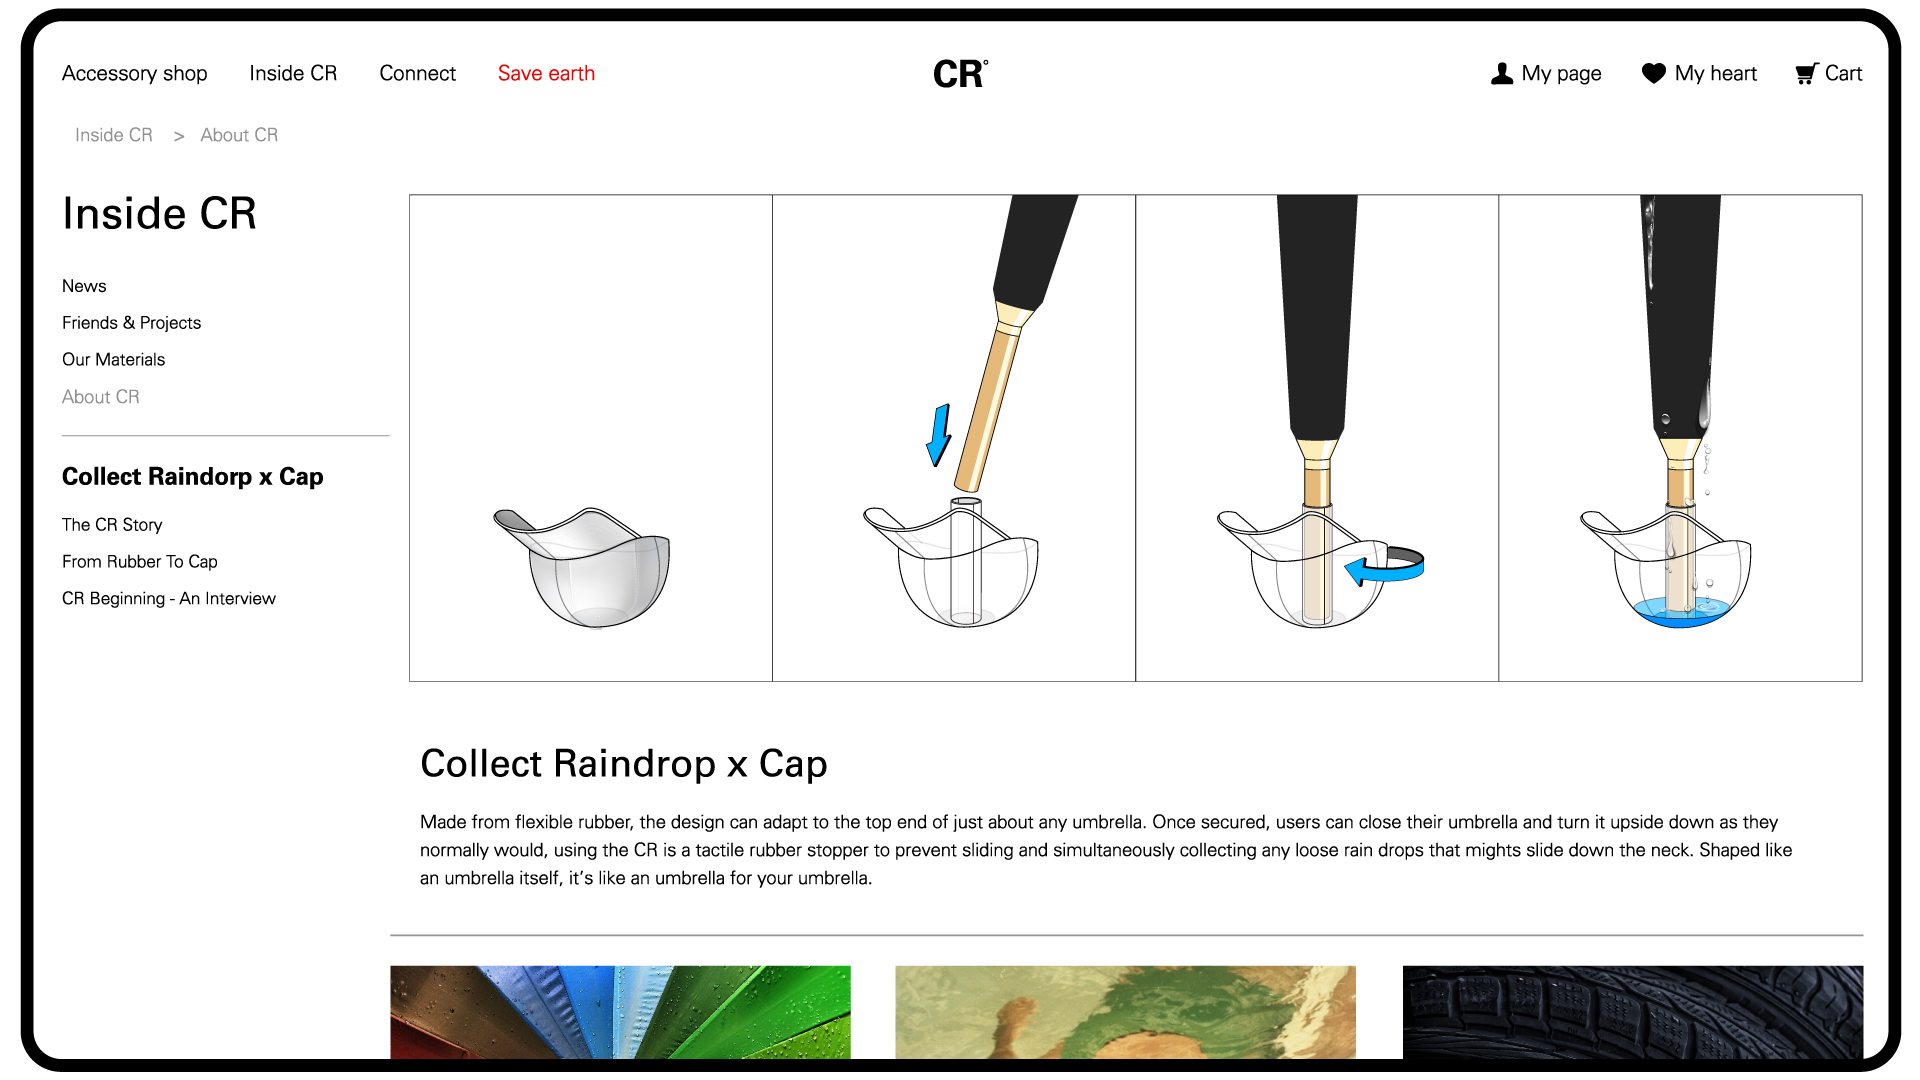 Accessory shop Inside CR Connect Save earth CR° My page My heart Cart
Inside CR > About CR
Inside CR
News
Friends & Projects
Our Materials
About CR
Collect Raindorp x Cap
The CR Story
From Rubber To Cap
CR Beginning - An Interview
Collect Raindrop x Cap
Made from flexible rubber, the design can adapt to the top end of just about any umbrella. Once secured, users can close their umbrella and turn it upside down as they
normally would, using the CR is a tactile rubber stopper to prevent sliding and simultaneously collecting any loose rain drops that mights slide down the neck. Shaped like
an umbrella itself, it’s like an umbrella for your umbrella.